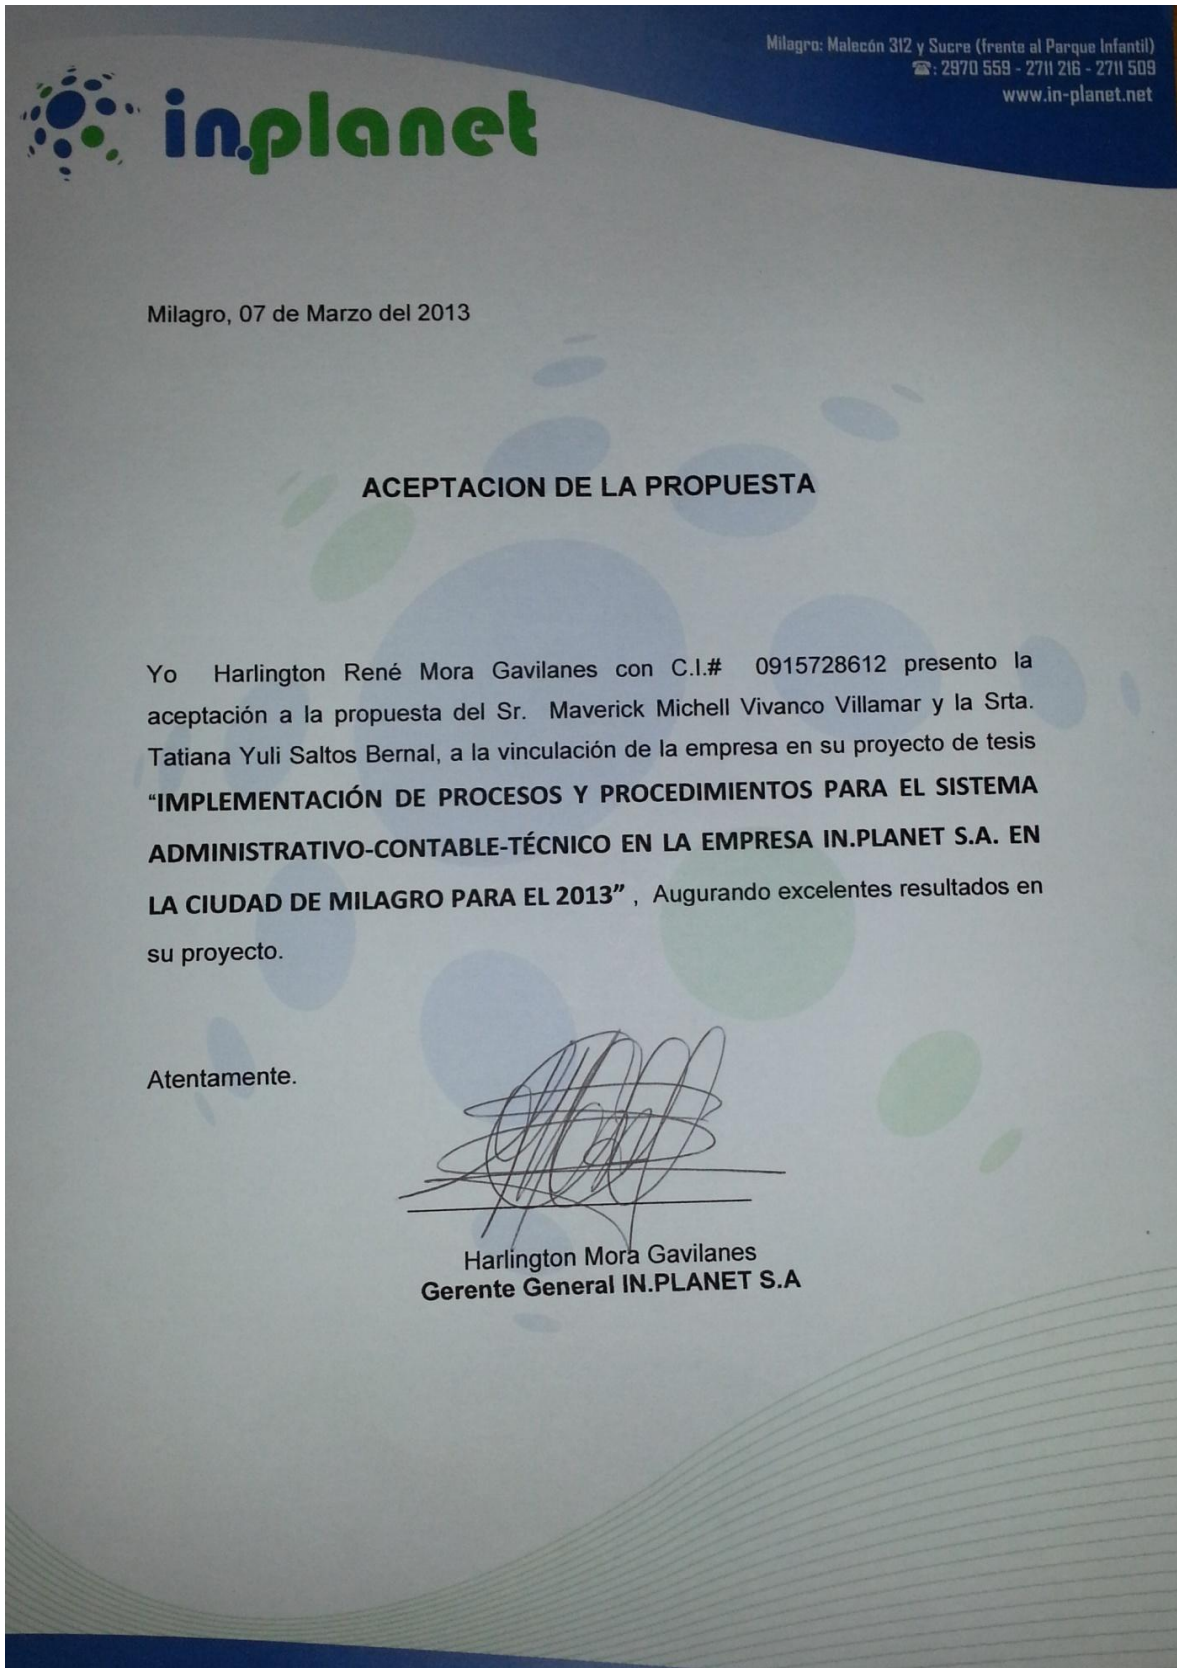 Milagro: Malecón 312 y Sucre (frente al Parque Infantil)
☎: 2970 559 - 2711 216 - 2711 509
www.in-planet.net
in.planet
Milagro, 07 de Marzo del 2013
ACEPTACION DE LA PROPUESTA
Yo Harlington René Mora Gavilanes con C.I.# 0915728612 presento la
aceptación a la propuesta del Sr. Maverick Michell Vivanco Villamar y la Srta.
Tatiana Yuli Saltos Bernal, a la vinculación de la empresa en su proyecto de tesis
“IMPLEMENTACIÓN DE PROCESOS Y PROCEDIMIENTOS PARA EL SISTEMA
ADMINISTRATIVO-CONTABLE-TÉCNICO EN LA EMPRESA IN.PLANET S.A. EN
LA CIUDAD DE MILAGRO PARA EL 2013” , Augurando excelentes resultados en
su proyecto.
Atentamente.
Harlington Mora Gavilanes
Gerente General IN.PLANET S.A